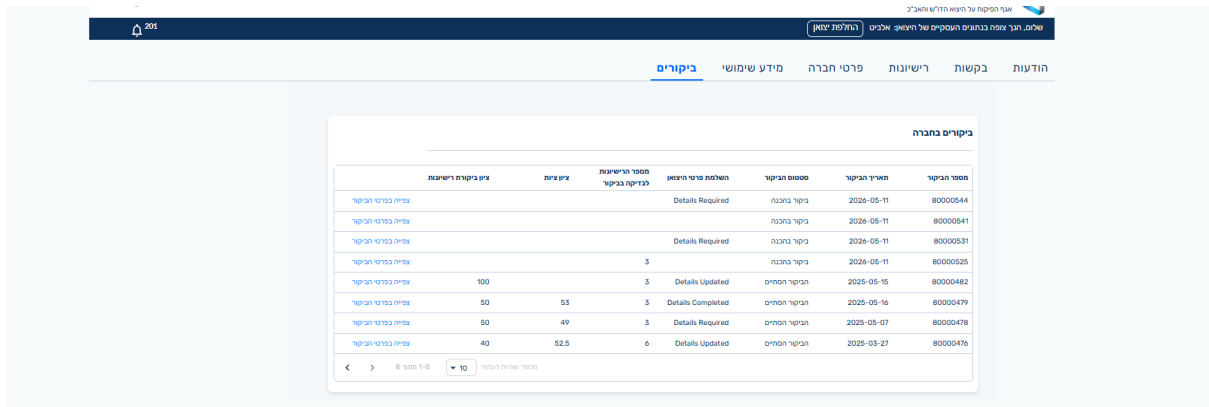 אגף הפיקוח על היצוא הדו"ש והאב"כ
שלום, הנך צופה בנתונים העסקיים של היצואן: אלביט החלפת יצואן 201
הודעות בקשות רישיונות פרטי חברה מידע שימושי ביקורים
ביקורים בחברה
מספר הביקור תאריך הביקור סטטוס הביקור השלמת פרטי היצואן מספר הרישיונות לבדיקה בביקור ציון ציות ציון ביקורת רישיונות
80000544 2026-05-11 ביקור בהכנה Details Required צפייה בפרטי הביקור
80000541 2026-05-11 ביקור בהכנה צפייה בפרטי הביקור
80000531 2026-05-11 ביקור בהכנה Details Required צפייה בפרטי הביקור
80000525 2026-05-11 ביקור בהכנה 3 צפייה בפרטי הביקור
80000482 2025-05-15 הביקור הסתיים Details Updated 3 100 צפייה בפרטי הביקור
80000479 2025-05-16 הביקור הסתיים Details Completed 3 53 50 צפייה בפרטי הביקור
80000478 2025-05-07 הביקור הסתיים Details Required 3 49 50 צפייה בפרטי הביקור
80000476 2025-03-27 הביקור הסתיים Details Updated 6 52.5 40 צפייה בפרטי הביקור
מספר שורות לעמוד 10 1-8 מתוך 8